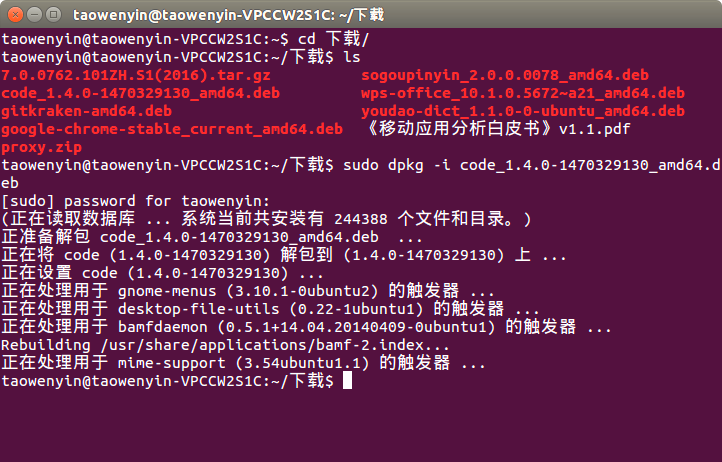 taowenyin@taowenyin-VPCCW2S1C: ~/下载
taowenyin@taowenyin-VPCCW2S1C:~$ cd 下载/
taowenyin@taowenyin-VPCCW2S1C:~/下载$ ls
7.0.0762.101ZH.S1(2016).tar.gz sogoupinyin_2.0.0.0078_amd64.deb
code_1.4.0-1470329130_amd64.deb wps-office_10.1.0.5672~a21_amd64.deb
gitkraken-amd64.deb youdao-dict_1.1.0-0-ubuntu_amd64.deb
google-chrome-stable_current_amd64.deb 《移动应用分析白皮书》v1.1.pdf
proxy.zip
taowenyin@taowenyin-VPCCW2S1C:~/下载$ sudo dpkg -i code_1.4.0-1470329130_amd64.d
eb
[sudo] password for taowenyin:
(正在读取数据库 ... 系统当前共安装有 244388 个文件和目录。)
正准备解包 code_1.4.0-1470329130_amd64.deb ...
正在将 code (1.4.0-1470329130) 解包到 (1.4.0-1470329130) 上 ...
正在设置 code (1.4.0-1470329130) ...
正在处理用于 gnome-menus (3.10.1-0ubuntu2) 的触发器 ...
正在处理用于 desktop-file-utils (0.22-1ubuntu1) 的触发器 ...
正在处理用于 bamfdaemon (0.5.1+14.04.20140409-0ubuntu1) 的触发器 ...
Rebuilding /usr/share/applications/bamf-2.index...
正在处理用于 mime-support (3.54ubuntu1.1) 的触发器 ...
taowenyin@taowenyin-VPCCW2S1C:~/下载$